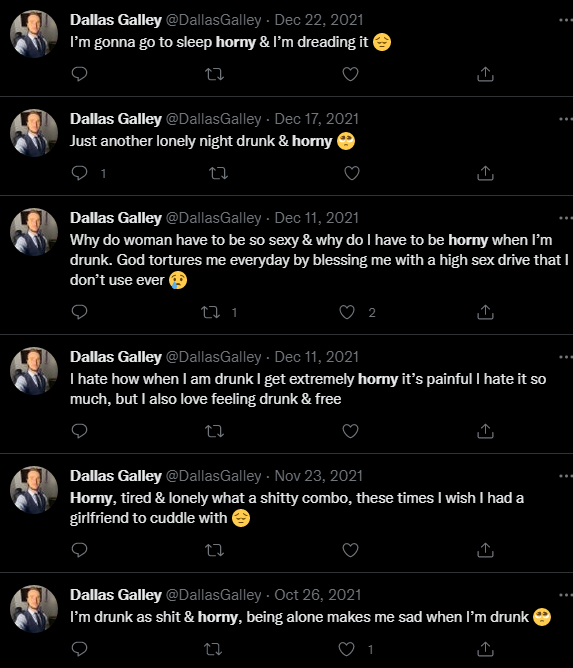 Dallas Galley @DallasGalley · Dec 22, 2021
I'm gonna go to sleep horny & I'm dreading it 😔
Dallas Galley @DallasGalley · Dec 17, 2021
Just another lonely night drunk & horny 🥺
1
Dallas Galley @DallasGalley · Dec 11, 2021
Why do woman have to be so sexy & why do I have to be horny when I'm
drunk. God tortures me everyday by blessing me with a high sex drive that I
don't use ever 😢
1 2
Dallas Galley @DallasGalley · Dec 11, 2021
I hate how when I am drunk I get extremely horny it's painful I hate it so
much, but I also love feeling drunk & free
Dallas Galley @DallasGalley · Nov 23, 2021
Horny, tired & lonely what a shitty combo, these times I wish I had a
girlfriend to cuddle with 😔
Dallas Galley @DallasGalley · Oct 26, 2021
I'm drunk as shit & horny, being alone makes me sad when I'm drunk 🥺
1